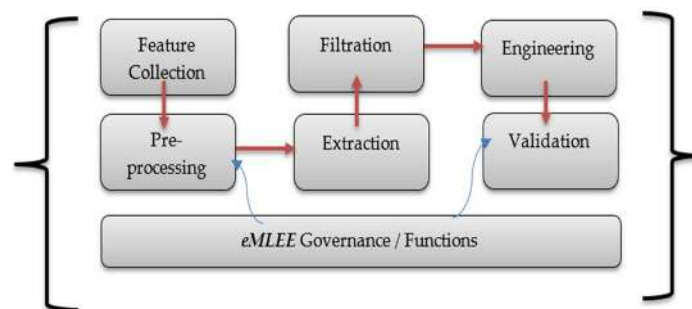 Feature
Collection
Filtration
Engineering
Pre-
processing
Extraction
Validation
eMLEE Governance / Functions